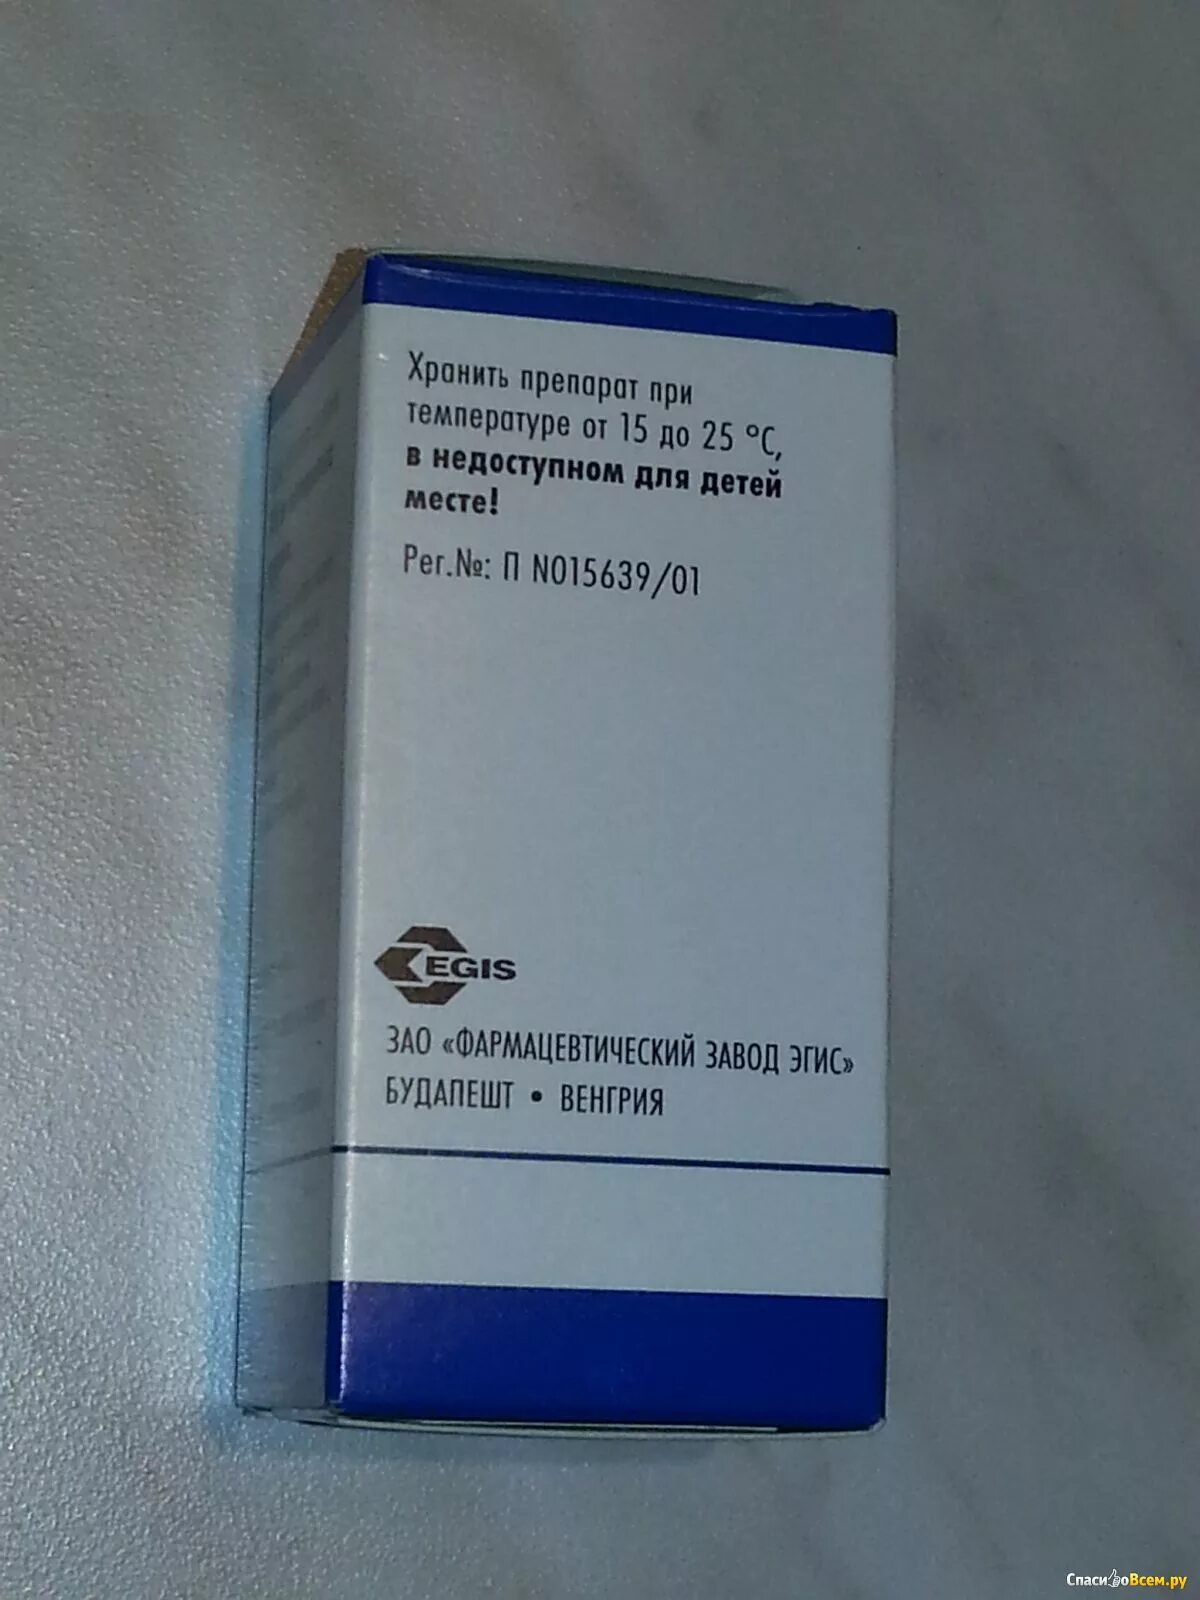 Хранить препарат при
температуре от 15 до 25 °C,
в недоступном для детей
месте!
Рег.№: П N015639/01
EGIS
ЗАО «ФАРМАЦЕВТИЧЕСКИЙ ЗАВОД ЭГИС»
БУДАПЕШТ • ВЕНГРИЯ
СпасибоВсем.ру